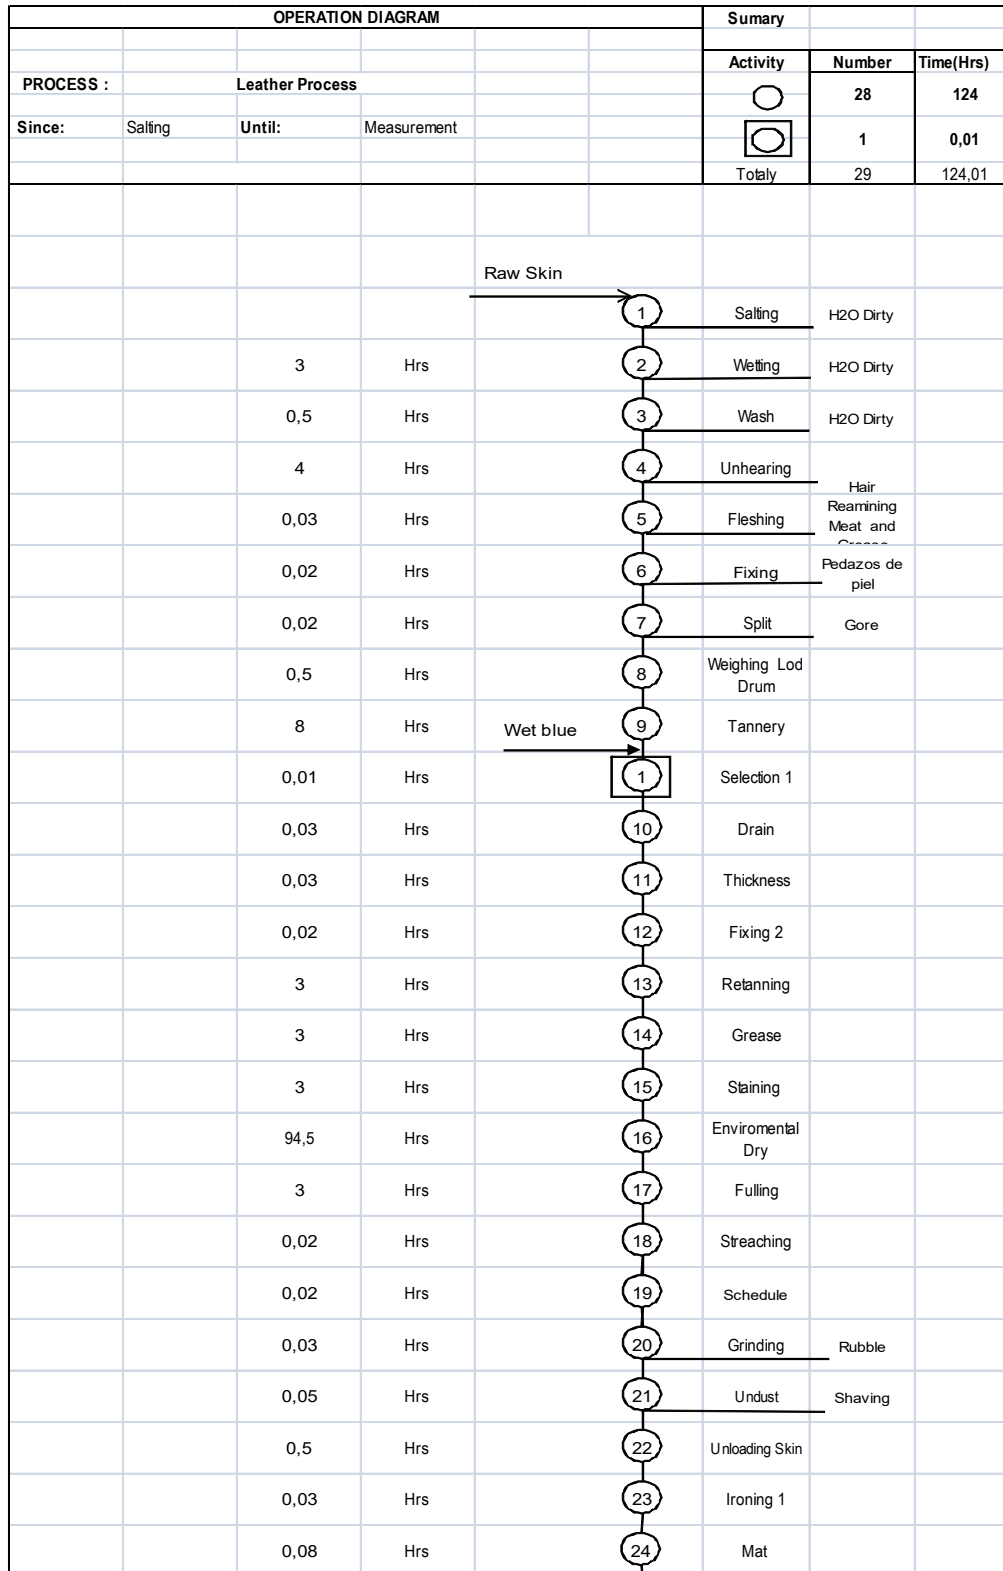 OPERATION DIAGRAM Sumary
Activity Number Time(Hrs)
PROCESS : Leather Process
28 124
Since: Salting Until: Measurement
1 0,01
Totaly 29 124,01
Raw Skin
1 Salting H2O Dirty
3 Hrs 2 Wetting H2O Dirty
0,5 Hrs 3 Wash H2O Dirty
4 Hrs 4 Unhearing
Hair
0,03 Hrs 5 Fleshing Reamining
Meat and
0,02 Hrs 6 Fixing Pedazos de
piel
0,02 Hrs 7 Split Gore
0,5 Hrs 8 Weighing Lod
Drum
8 Hrs 9 Tannery
Wet blue
0,01 Hrs 1 Selection 1
0,03 Hrs 10 Drain
0,03 Hrs 11 Thickness
0,02 Hrs 12 Fixing 2
3 Hrs 13 Retanning
3 Hrs 14 Grease
3 Hrs 15 Staining
94,5 Hrs 16 Enviromental
Dry
3 Hrs 17 Fulling
0,02 Hrs 18 Streaching
0,02 Hrs 19 Schedule
0,03 Hrs 20 Grinding Rubble
0,05 Hrs 21 Undust Shaving
0,5 Hrs 22 Unloading Skin
0,03 Hrs 23 Ironing 1
0,08 Hrs 24 Mat